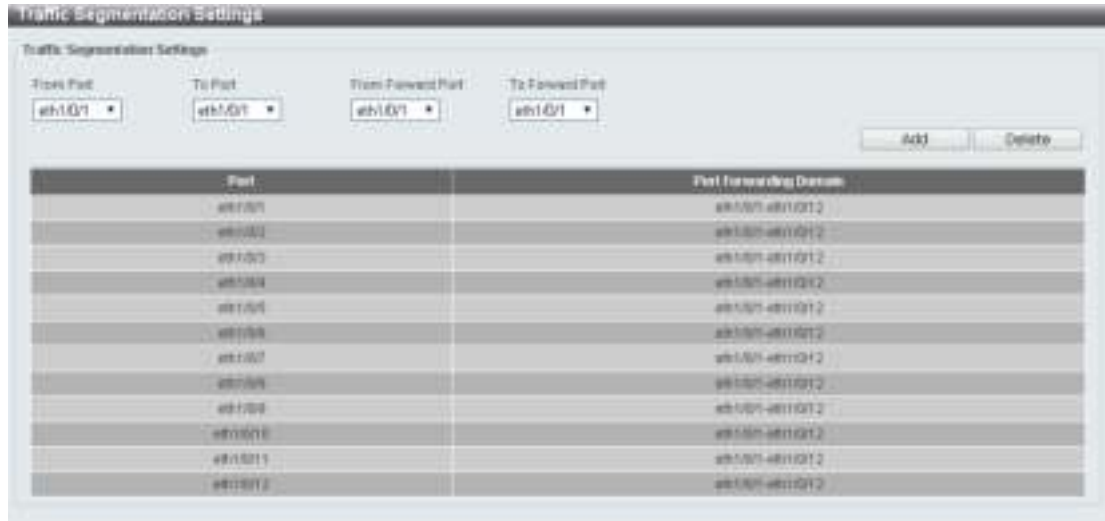 Traffic Segmentation Settings
Traffic Segmentation Settings
From Port To Port From Forward Port To Forward Port
eth1/0/1 eth1/0/1 eth1/0/1 eth1/0/1
Add Delete
Port Port Forwarding Domain
eth1/0/1 eth1/0/1-eth1/0/12
eth1/0/2 eth1/0/1-eth1/0/12
eth1/0/3 eth1/0/1-eth1/0/12
eth1/0/4 eth1/0/1-eth1/0/12
eth1/0/5 eth1/0/1-eth1/0/12
eth1/0/6 eth1/0/1-eth1/0/12
eth1/0/7 eth1/0/1-eth1/0/12
eth1/0/8 eth1/0/1-eth1/0/12
eth1/0/9 eth1/0/1-eth1/0/12
eth1/0/10 eth1/0/1-eth1/0/12
eth1/0/11 eth1/0/1-eth1/0/12
eth1/0/12 eth1/0/1-eth1/0/12